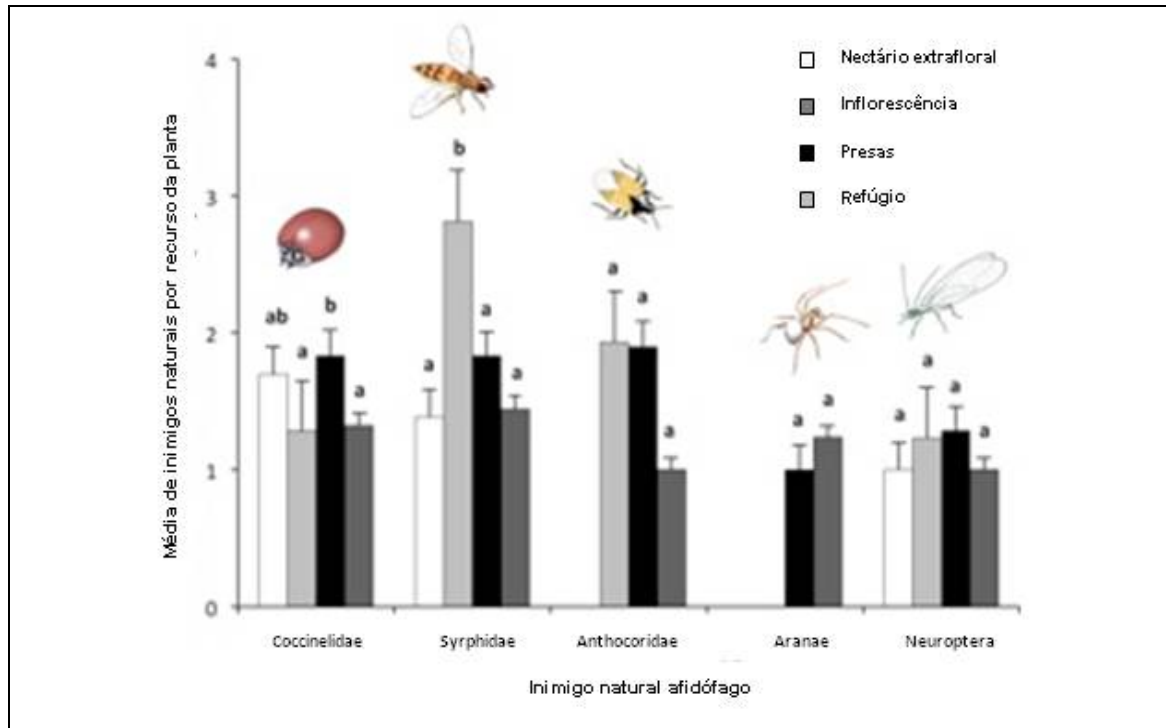 Média de inimigos naturais por recurso da planta
4
3
2
1
0
Nectário extrafloral
Inflorescência
Presas
Refúgio
ab
a
b
a
a
b
a
a
a
a
a
a
a
a
a
a
a
Coccinelidae
Syrphidae
Anthocoridae
Aranae
Neuroptera
Inimigo natural afidófago